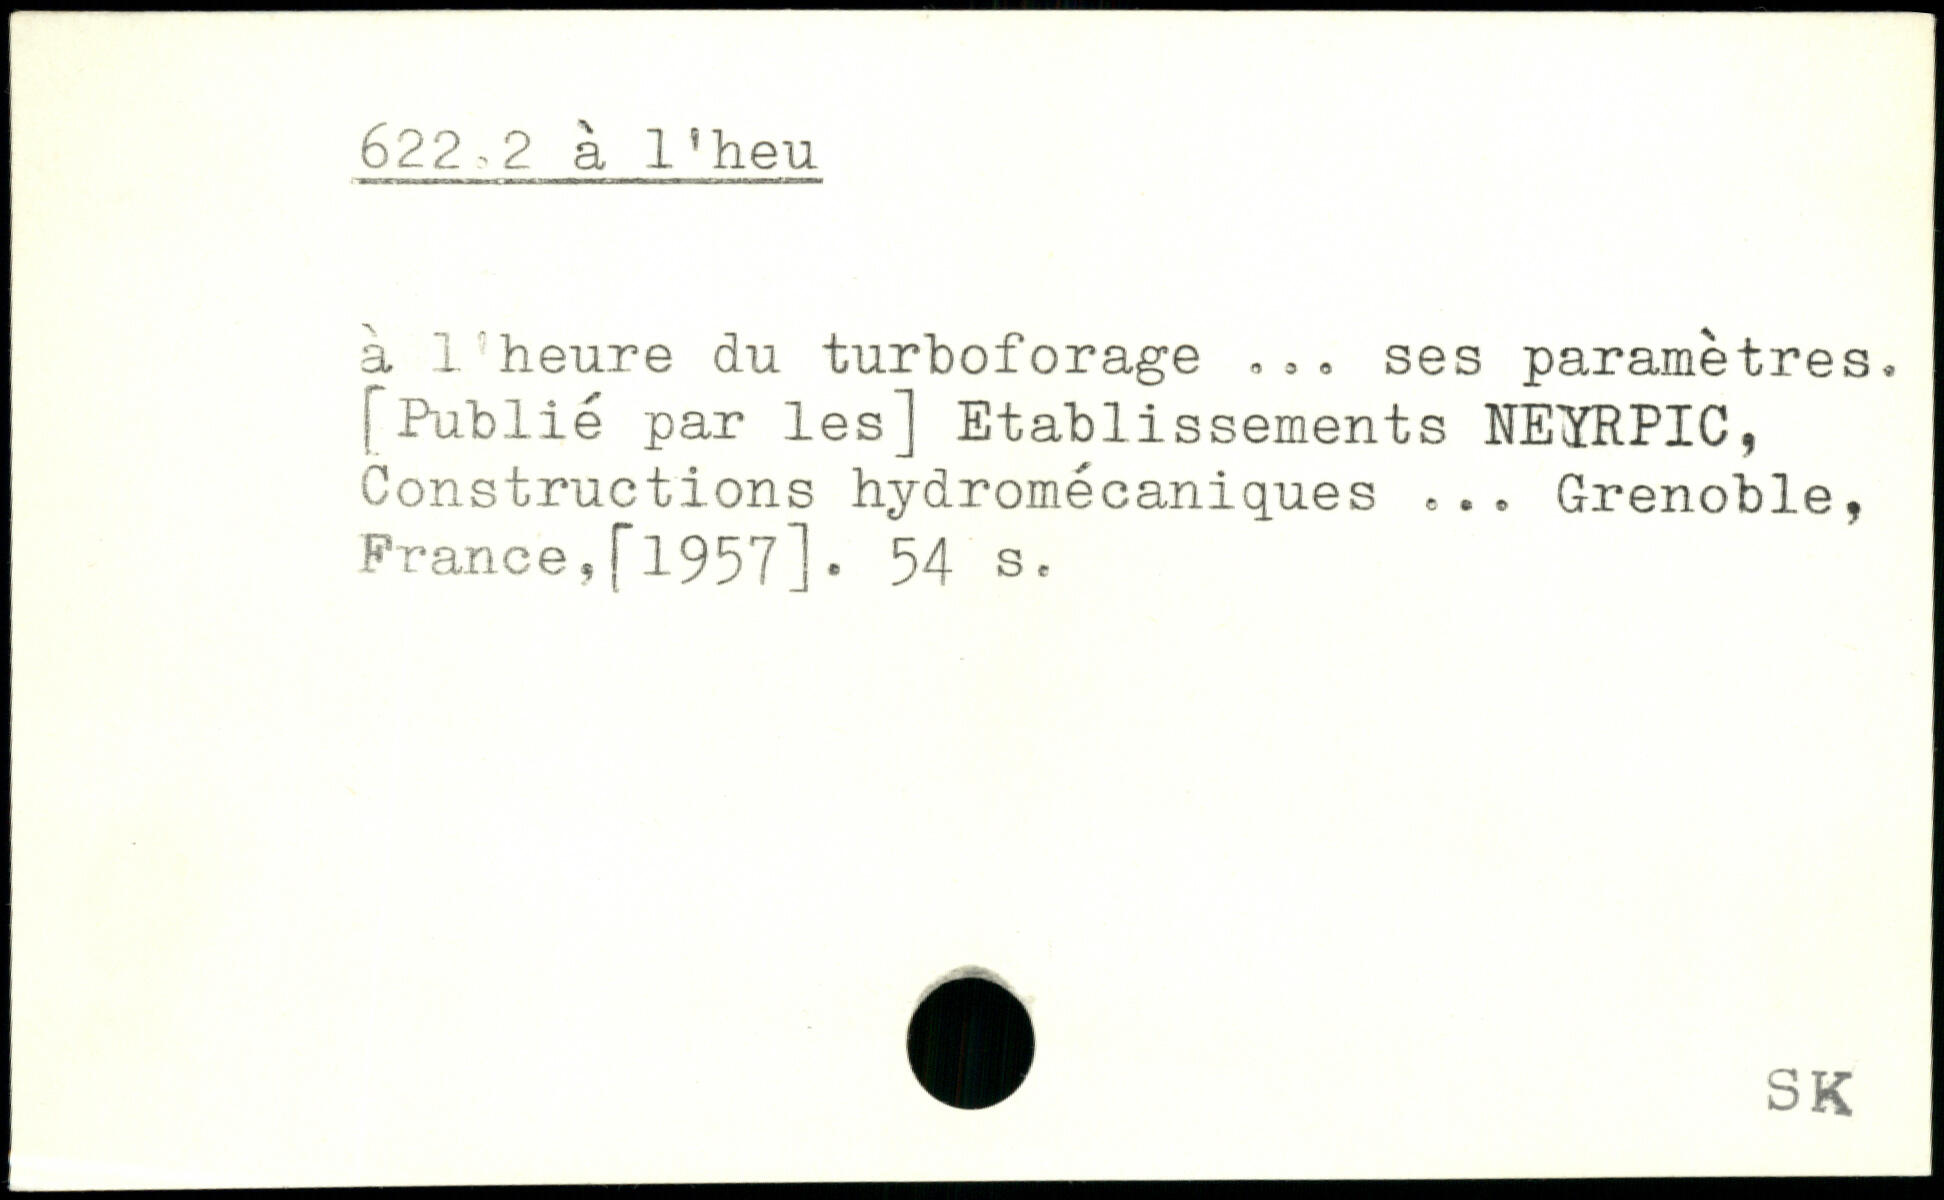 622.2 à l'heu
à l'heure du turboforage ... ses paramètres.
[Publié par les] Etablissements NEYRPIC,
Constructions hydromécaniques ... Grenoble,
France,[1957]. 54 s.
SK